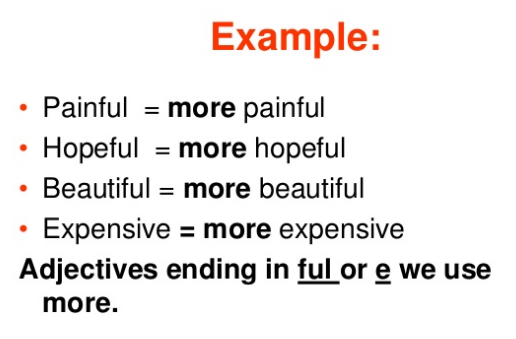 Example:
• Painful = more painful
• Hopeful = more hopeful
• Beautiful = more beautiful
• Expensive = more expensive
Adjectives ending in ful or e we use
more.